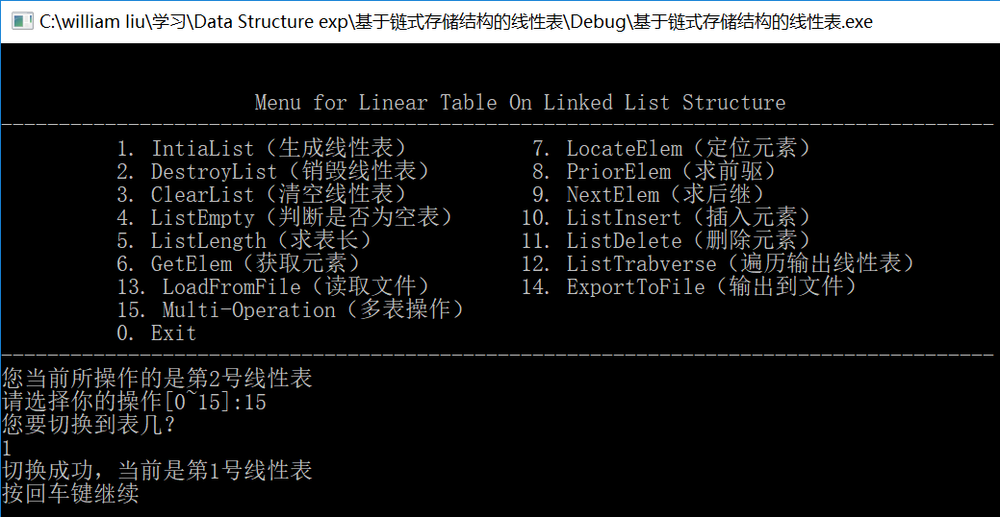 C:\william liu\学习\Data Structure exp\基于链式存储结构的线性表\Debug\基于链式存储结构的线性表.exe
Menu for Linear Table On Linked List Structure
1. IntiaList（生成线性表） 7. LocateElem（定位元素）
2. DestroyList（销毁线性表） 8. PriorElem（求前驱）
3. ClearList（清空线性表） 9. NextElem（求后继）
4. ListEmpty（判断是否为空表） 10. ListInsert（插入元素）
5. ListLength（求表长） 11. ListDelete（删除元素）
6. GetElem（获取元素） 12. ListTrabverse（遍历输出线性表）
13. LoadFromFile（读取文件） 14. ExportToFile（输出到文件）
15. Multi-Operation（多表操作）
0. Exit
您当前所操作的是第2号线性表
请选择你的操作[0~15]:15
您要切换到表几?
1
切换成功，当前是第1号线性表
按回车键继续